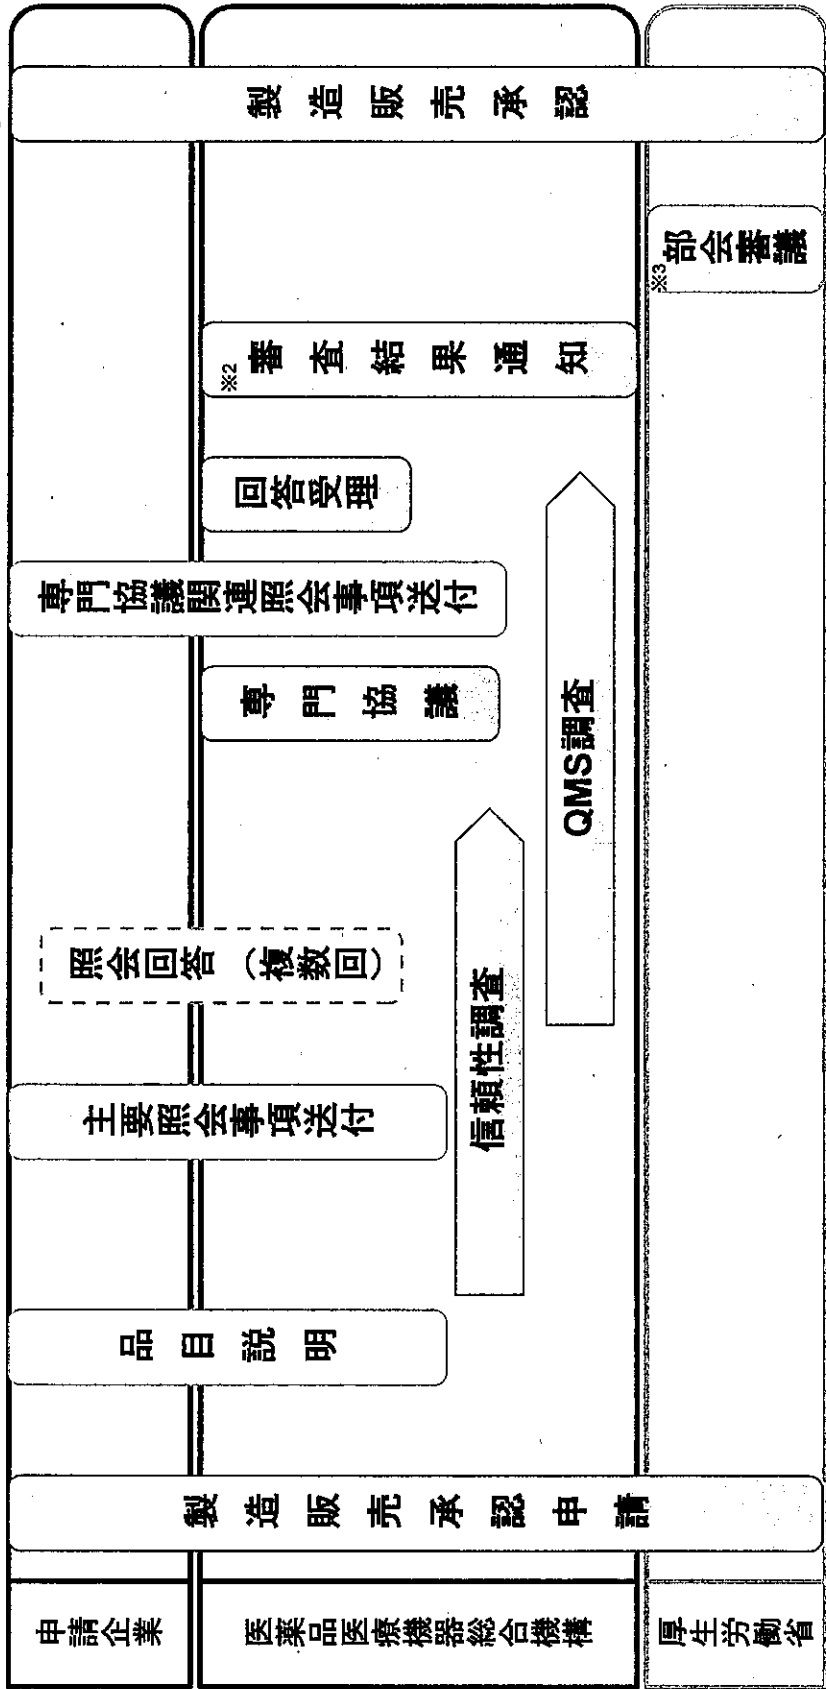 申請企業
医薬品医療機器総合機構
厚生労働省
製造販売承認申請
品目説明
主要照会事項送付
照会回答（複数回）
信頼性調査
QMS調査
専門協議
専門協議関連照会事項送付
回答受理
※2
審査結果通知
※3
部会審議
製造販売承認